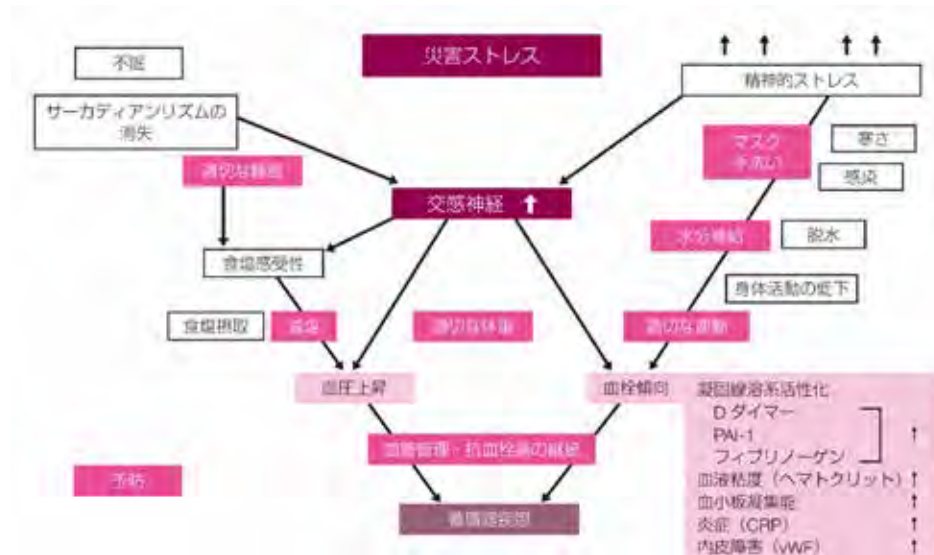 災害ストレス
不眠
サーカディアンリズムの
消失
精神的ストレス
マスク
手洗い
寒さ
感染
適切な睡眠
交感神経 ↑
水分補給
脱水
食塩感受性
身体活動の低下
食塩摂取
減塩
適切な体重
適切な運動
血圧上昇
血栓傾向
凝固線溶系活性化
D ダイマー
PAI-1
フィブリノーゲン
↑
血液粘度（ヘマトクリット）↑
血小板凝集能 ↑
炎症（CRP） ↑
内皮障害（vWF） ↑
血圧管理・抗血栓薬の継続
予防
循環器疾患